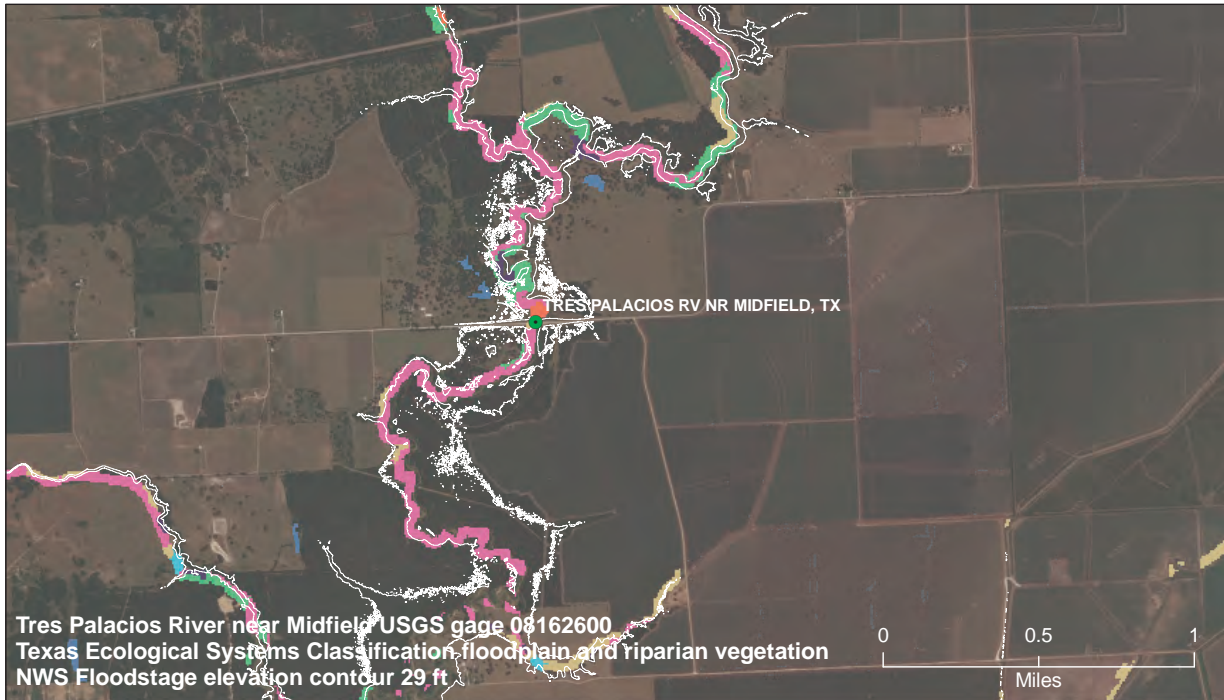 TRES PALACIOS RV NR MIDFIELD, TX
Tres Palacios River near Midfield USGS gage 08162600
Texas Ecological Systems Classification floodplain and riparian vegetation
NWS Floodstage elevation contour 29 ft
0 0.5 1
Miles